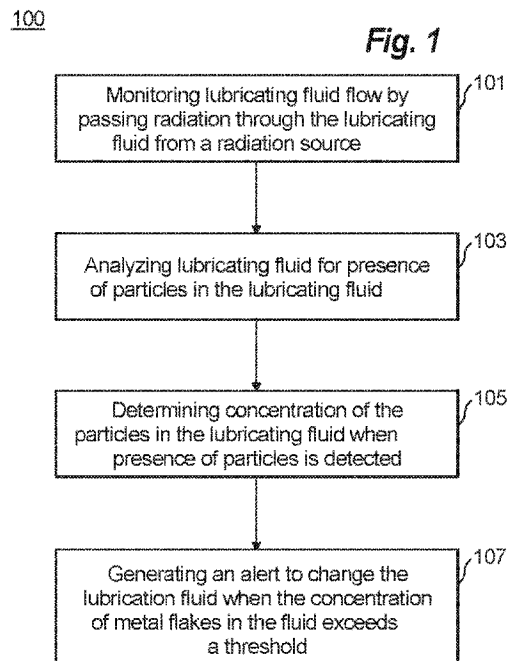 100
Fig. 1
101
Monitoring lubricating fluid flow by
passing radiation through the lubricating
fluid from a radiation source
103
Analyzing lubricating fluid for presence
of particles in the lubricating fluid
105
Determining concentration of the
particles in the lubricating fluid when
presence of particles is detected
107
Generating an alert to change the
lubrication fluid when the concentration
of metal flakes in the fluid exceeds
a threshold